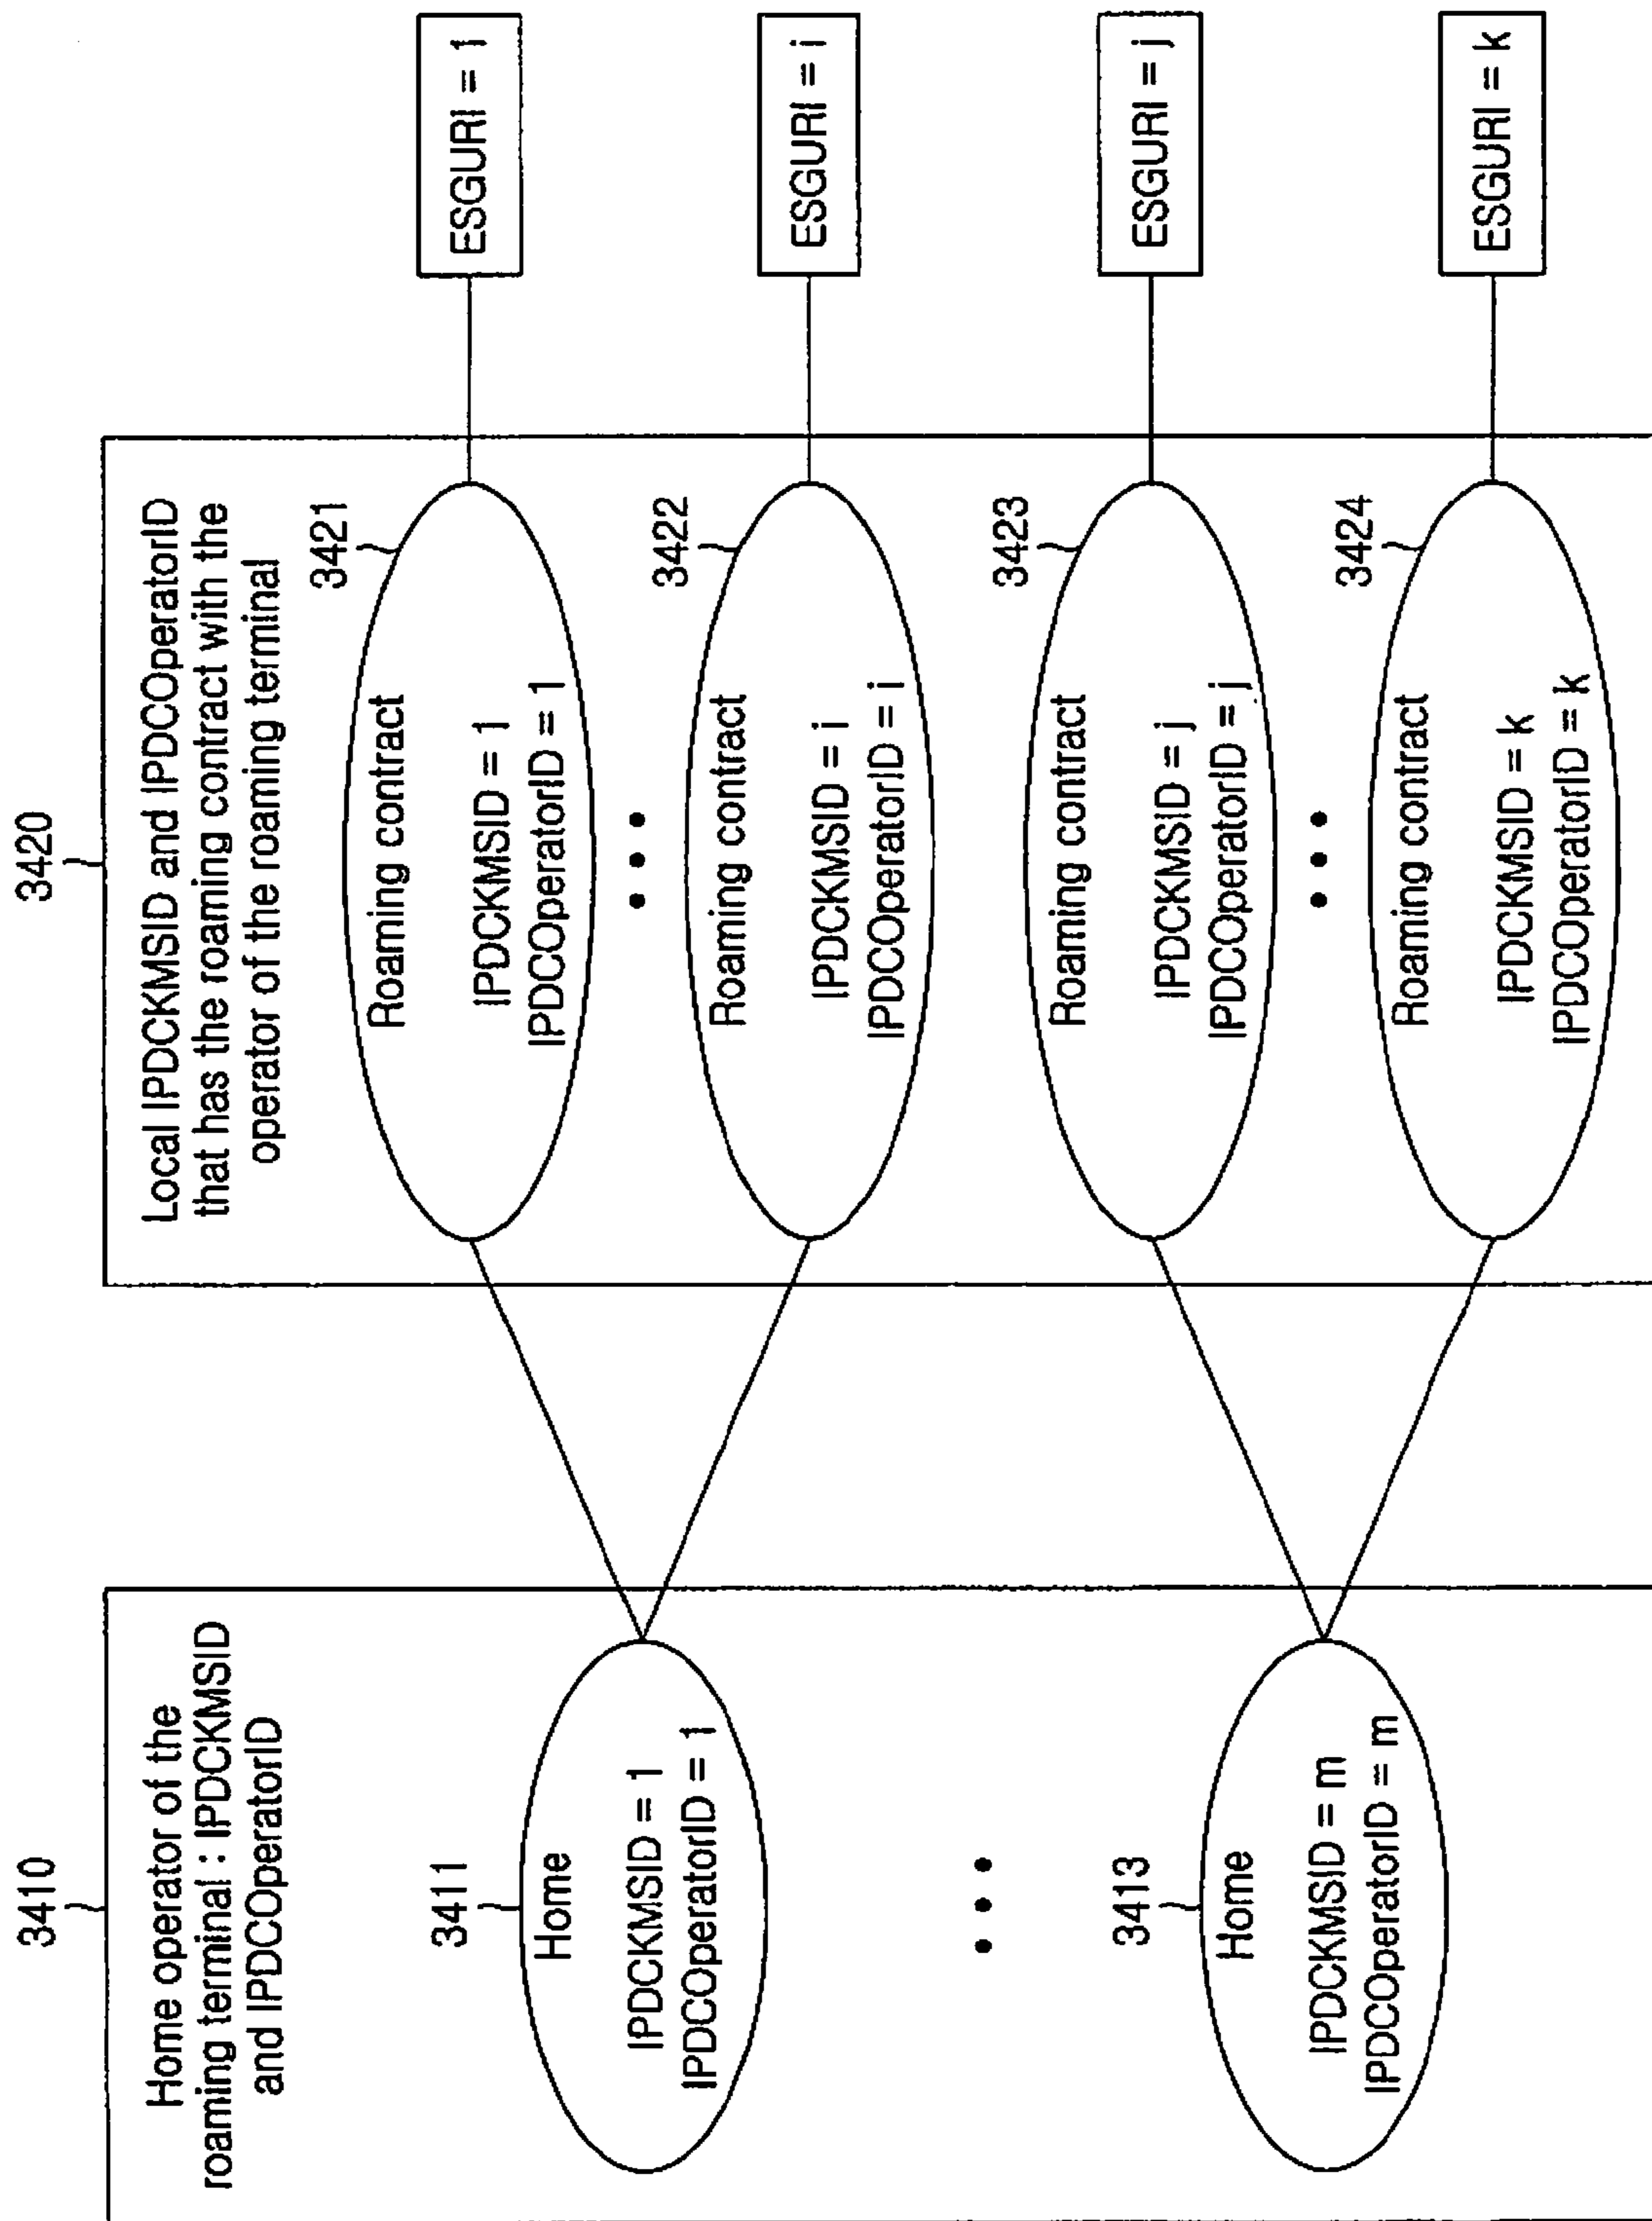 3410
Home operator of the
roaming terminal : IPDCKMSID
and IPDCOperatorID
3411
Home
IPDCKMSID = 1
IPDCOperatorID = 1
• • •
3413
Home
IPDCKMSID = m
IPDCOperatorID = m
3420
Local IPDCKMSID and IPDCOperatorID
that has the roaming contract with the
operator of the roaming terminal
3421
Roaming contract
IPDCKMSID = 1
IPDCOperatorID = 1
• • •
3422
Roaming contract
IPDCKMSID = i
IPDCOperatorID = i
3423
Roaming contract
IPDCKMSID = j
IPDCOperatorID = j
• • •
3424
Roaming contract
IPDCKMSID = k
IPDCOperatorID = k
ESGURI = 1
ESGURI = i
ESGURI = j
ESGURI = k